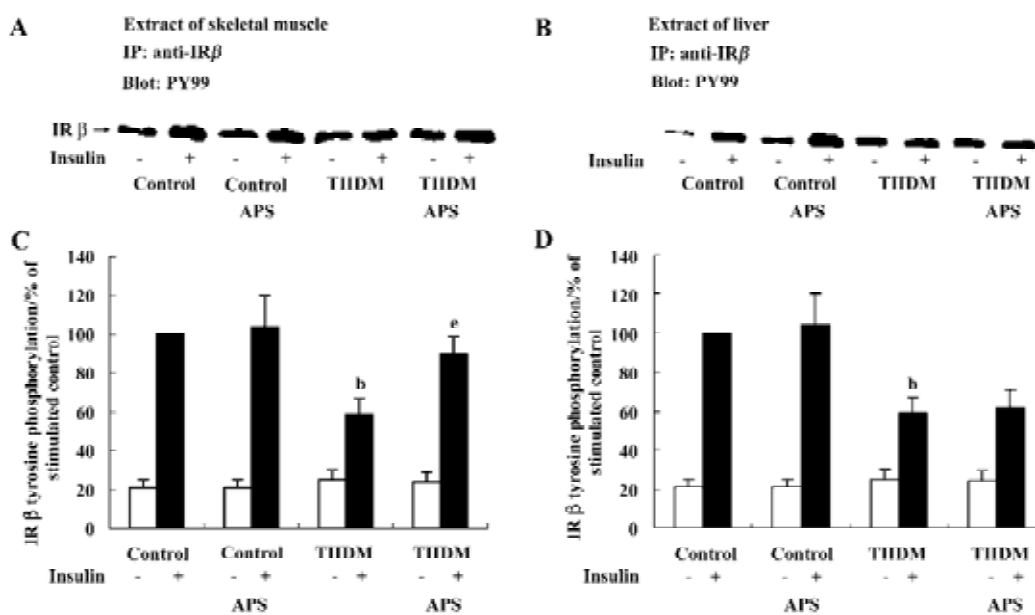 A
Extract of skeletal muscle
IP: anti-IRβ
Blot: PY99
IR β →
Insulin - + - + - + - +
Control Control TIIDM TIIDM
APS APS
B
Extract of liver
IP: anti-IRβ
Blot: PY99
Insulin - + - + - + - +
Control Control TIIDM TIIDM
APS APS
C
IR β tyrosine phosphorylation/% of
stimulated control
140
120
100
80
60
40
20
0
b
e
Control Control TIIDM TIIDM
Insulin - + - + - + - +
APS APS
D
IR β tyrosine phosphorylation/% of
stimulated control
140
120
100
80
60
40
20
0
b
Control Control TIIDM TIIDM
Insulin - + - + - + - +
APS APS